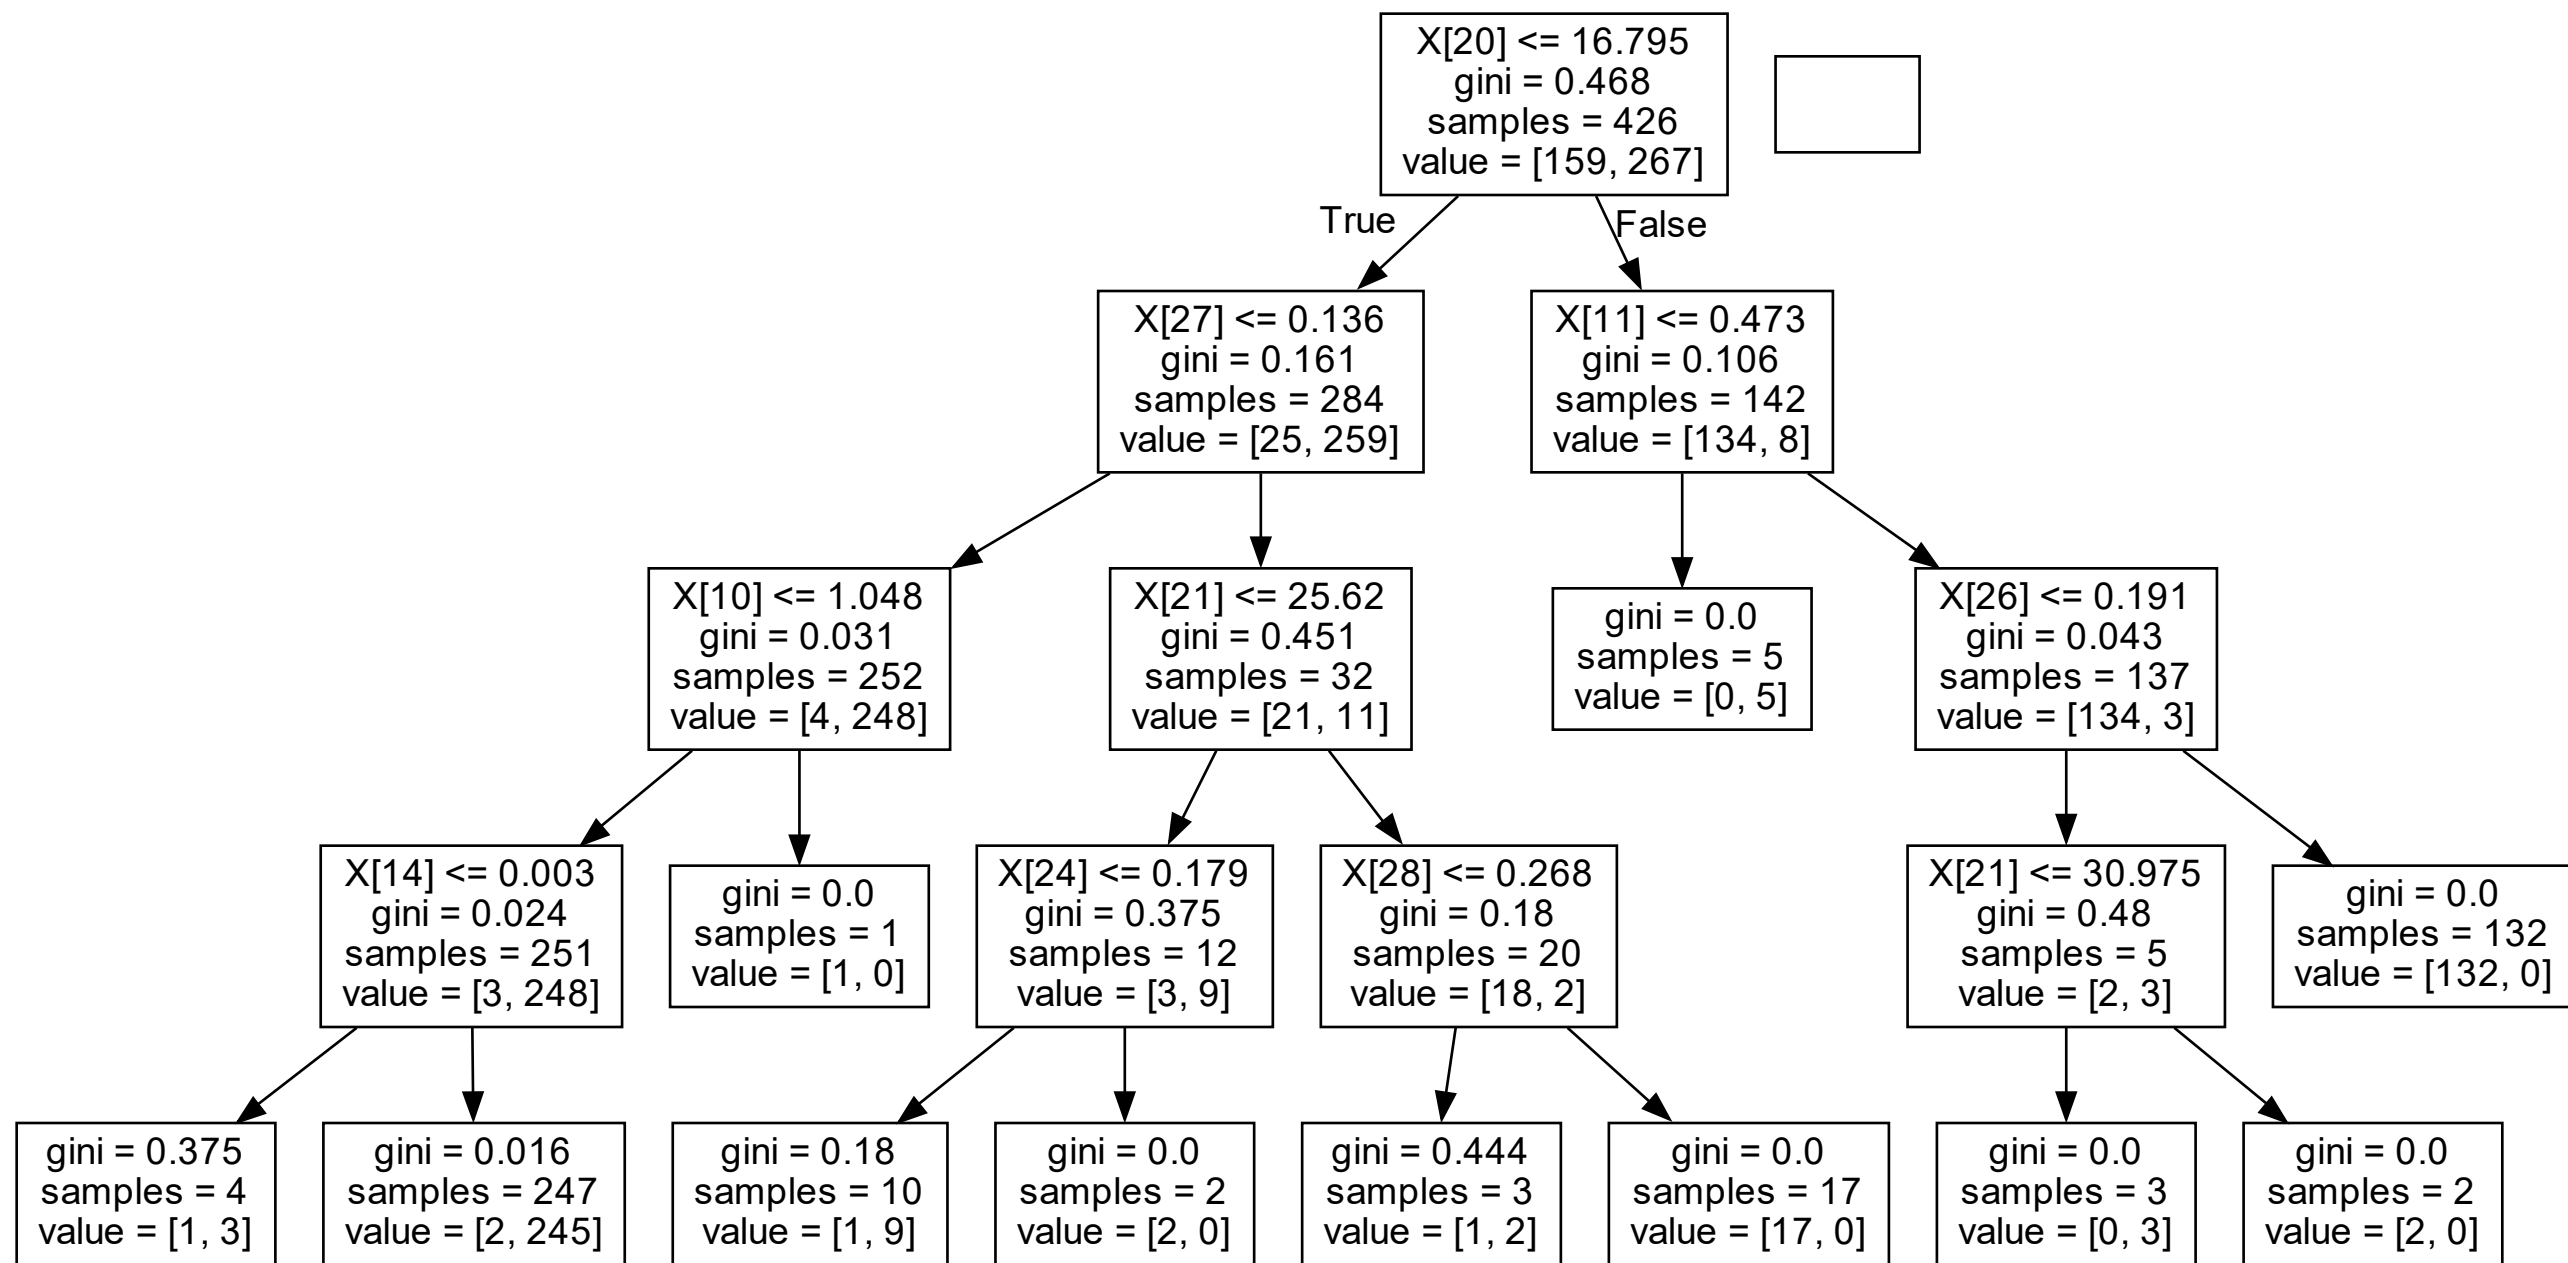 X[20] <= 16.795
gini = 0.468
samples = 426
value = [159, 267]
True
False
X[27] <= 0.136
gini = 0.161
samples = 284
value = [25, 259]
X[11] <= 0.473
gini = 0.106
samples = 142
value = [134, 8]
X[10] <= 1.048
gini = 0.031
samples = 252
value = [4, 248]
X[21] <= 25.62
gini = 0.451
samples = 32
value = [21, 11]
gini = 0.0
samples = 5
value = [0, 5]
X[26] <= 0.191
gini = 0.043
samples = 137
value = [134, 3]
X[14] <= 0.003
gini = 0.024
samples = 251
value = [3, 248]
gini = 0.0
samples = 1
value = [1, 0]
X[24] <= 0.179
gini = 0.375
samples = 12
value = [3, 9]
X[28] <= 0.268
gini = 0.18
samples = 20
value = [18, 2]
X[21] <= 30.975
gini = 0.48
samples = 5
value = [2, 3]
gini = 0.0
samples = 132
value = [132, 0]
gini = 0.375
samples = 4
value = [1, 3]
gini = 0.016
samples = 247
value = [2, 245]
gini = 0.18
samples = 10
value = [1, 9]
gini = 0.0
samples = 2
value = [2, 0]
gini = 0.444
samples = 3
value = [1, 2]
gini = 0.0
samples = 17
value = [17, 0]
gini = 0.0
samples = 3
value = [0, 3]
gini = 0.0
samples = 2
value = [2, 0]